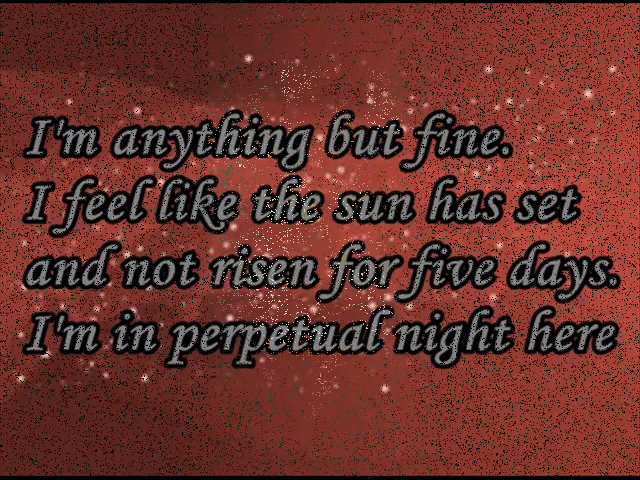 I'm anything but fine.
I feel like the sun has set
and not risen for five days.
I'm in perpetual night here